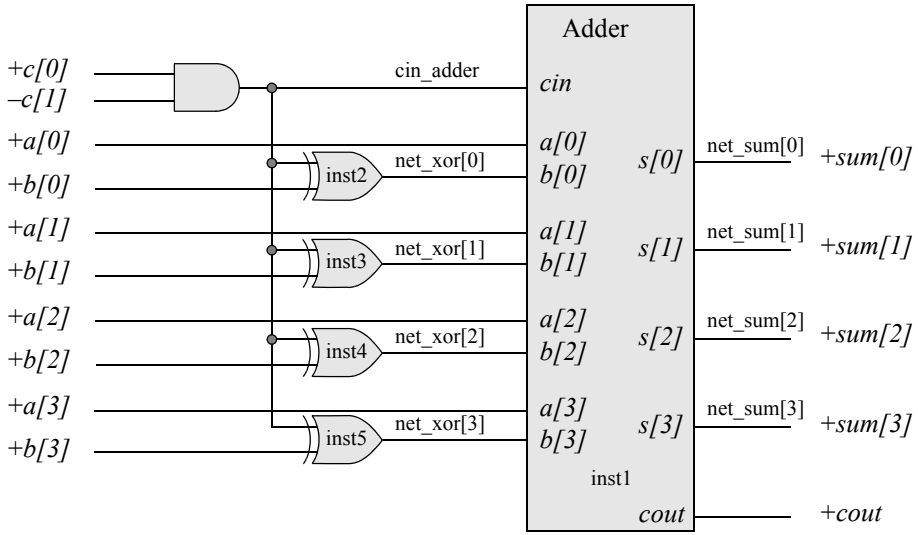 Adder
+c[0]
cin_adder
cin
–c[1]
+a[0]
a[0]
net_sum[0]
inst2
net_xor[0]
b[0]
s[0]
+sum[0]
+b[0]
+a[1]
a[1]
net_sum[1]
inst3
net_xor[1]
b[1]
s[1]
+sum[1]
+b[1]
+a[2]
a[2]
net_sum[2]
inst4
net_xor[2]
b[2]
s[2]
+sum[2]
+b[2]
+a[3]
a[3]
net_sum[3]
inst5
net_xor[3]
b[3]
s[3]
+sum[3]
+b[3]
inst1
cout
+cout